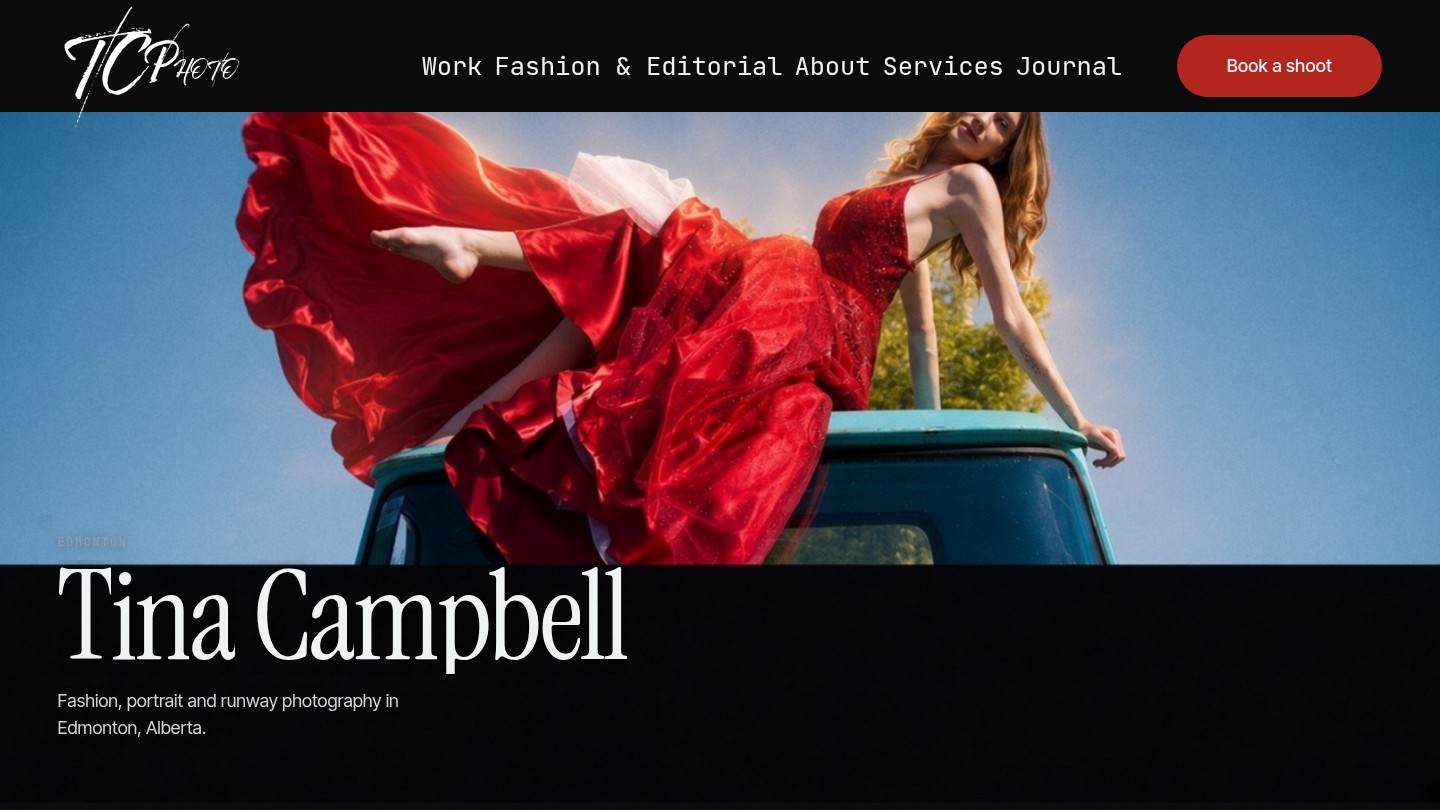 TCPHOTO
Work Fashion & Editorial About Services Journal
Book a shoot
EDMONTON
Tina Campbell
Fashion, portrait and runway photography in
Edmonton, Alberta.